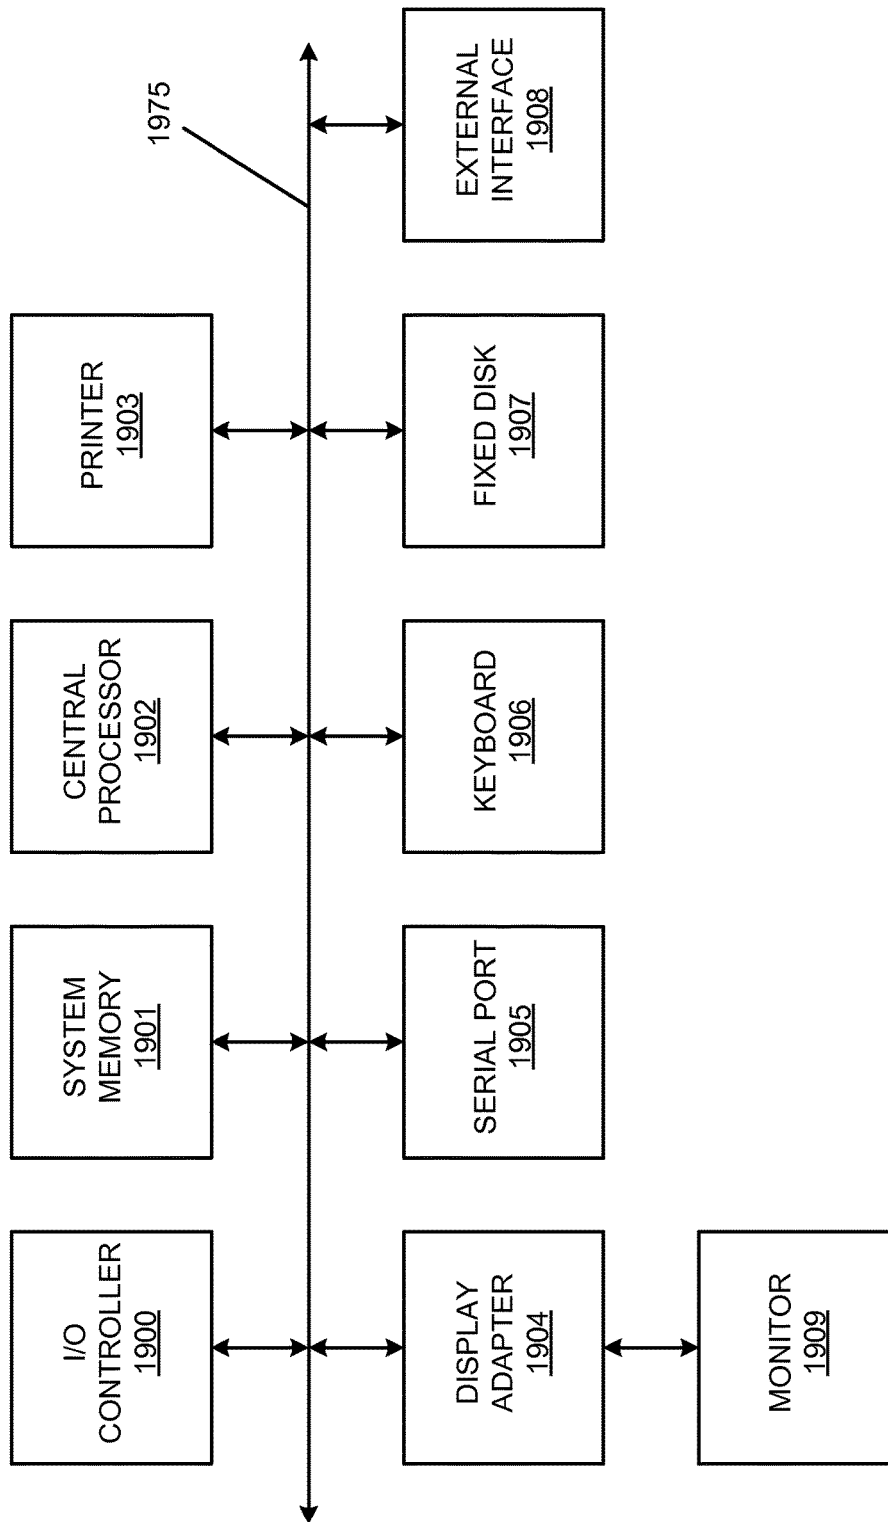 I/O
CONTROLLER
1900
SYSTEM
MEMORY
1901
CENTRAL
PROCESSOR
1902
PRINTER
1903
1975
DISPLAY
ADAPTER
1904
SERIAL PORT
1905
KEYBOARD
1906
FIXED DISK
1907
EXTERNAL
INTERFACE
1908
MONITOR
1909